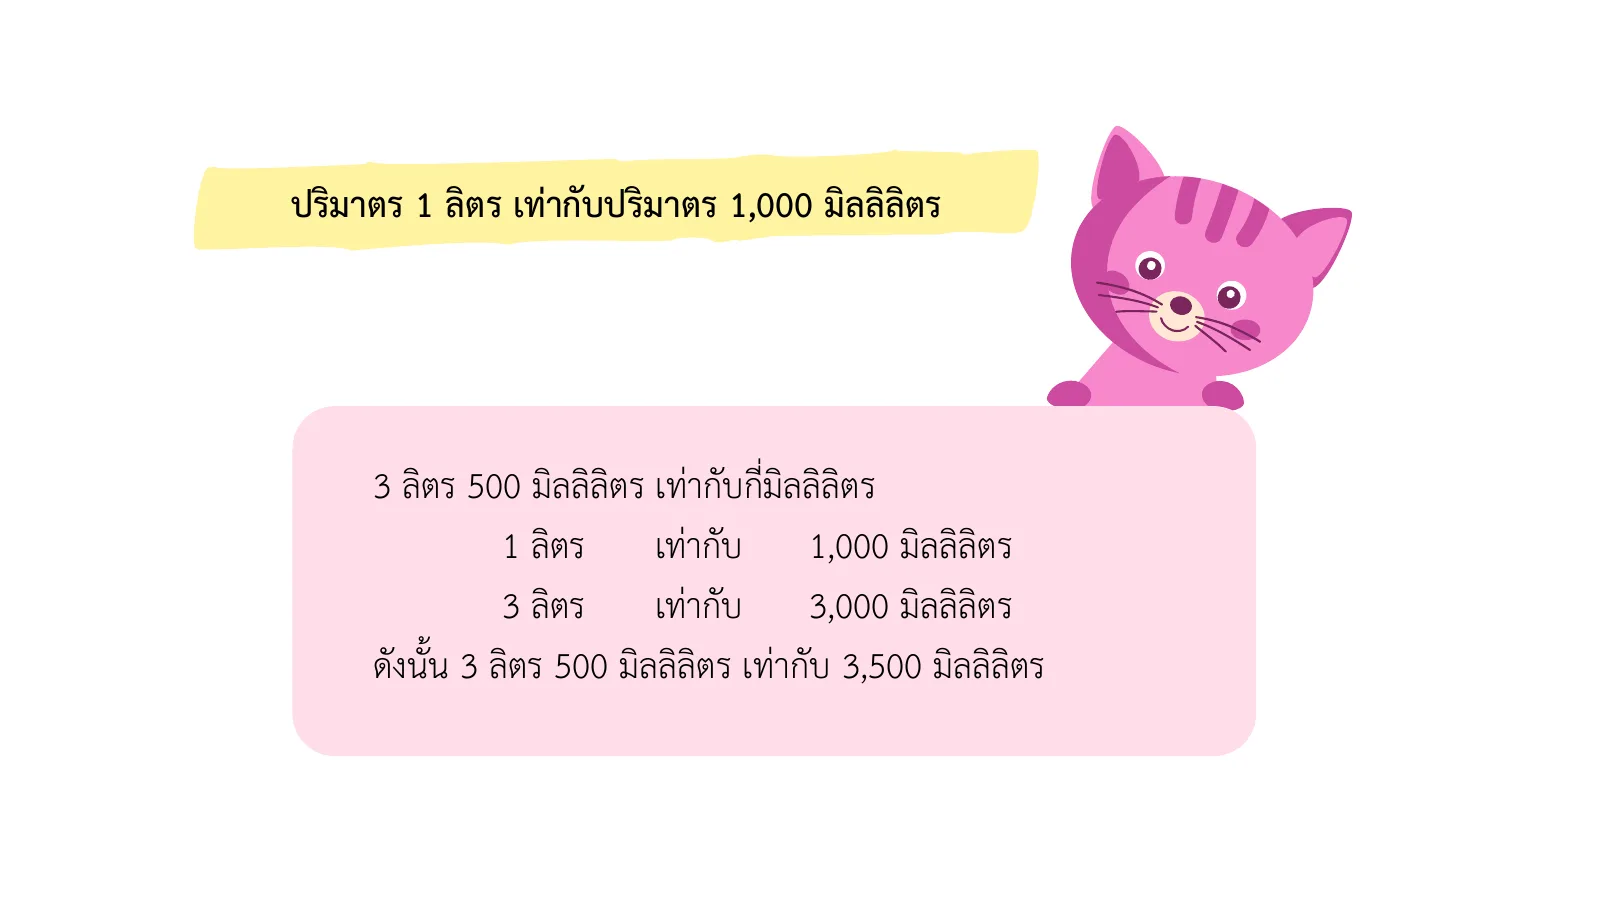 ปริมาตร 1 ลิตร เท่ากับปริมาตร 1,000 มิลลิลิตร
3 ลิตร 500 มิลลิลิตร เท่ากับกี่มิลลิลิตร
1 ลิตร เท่ากับ 1,000 มิลลิลิตร
3 ลิตร เท่ากับ 3,000 มิลลิลิตร
ดังนั้น 3 ลิตร 500 มิลลิลิตร เท่ากับ 3,500 มิลลิลิตร